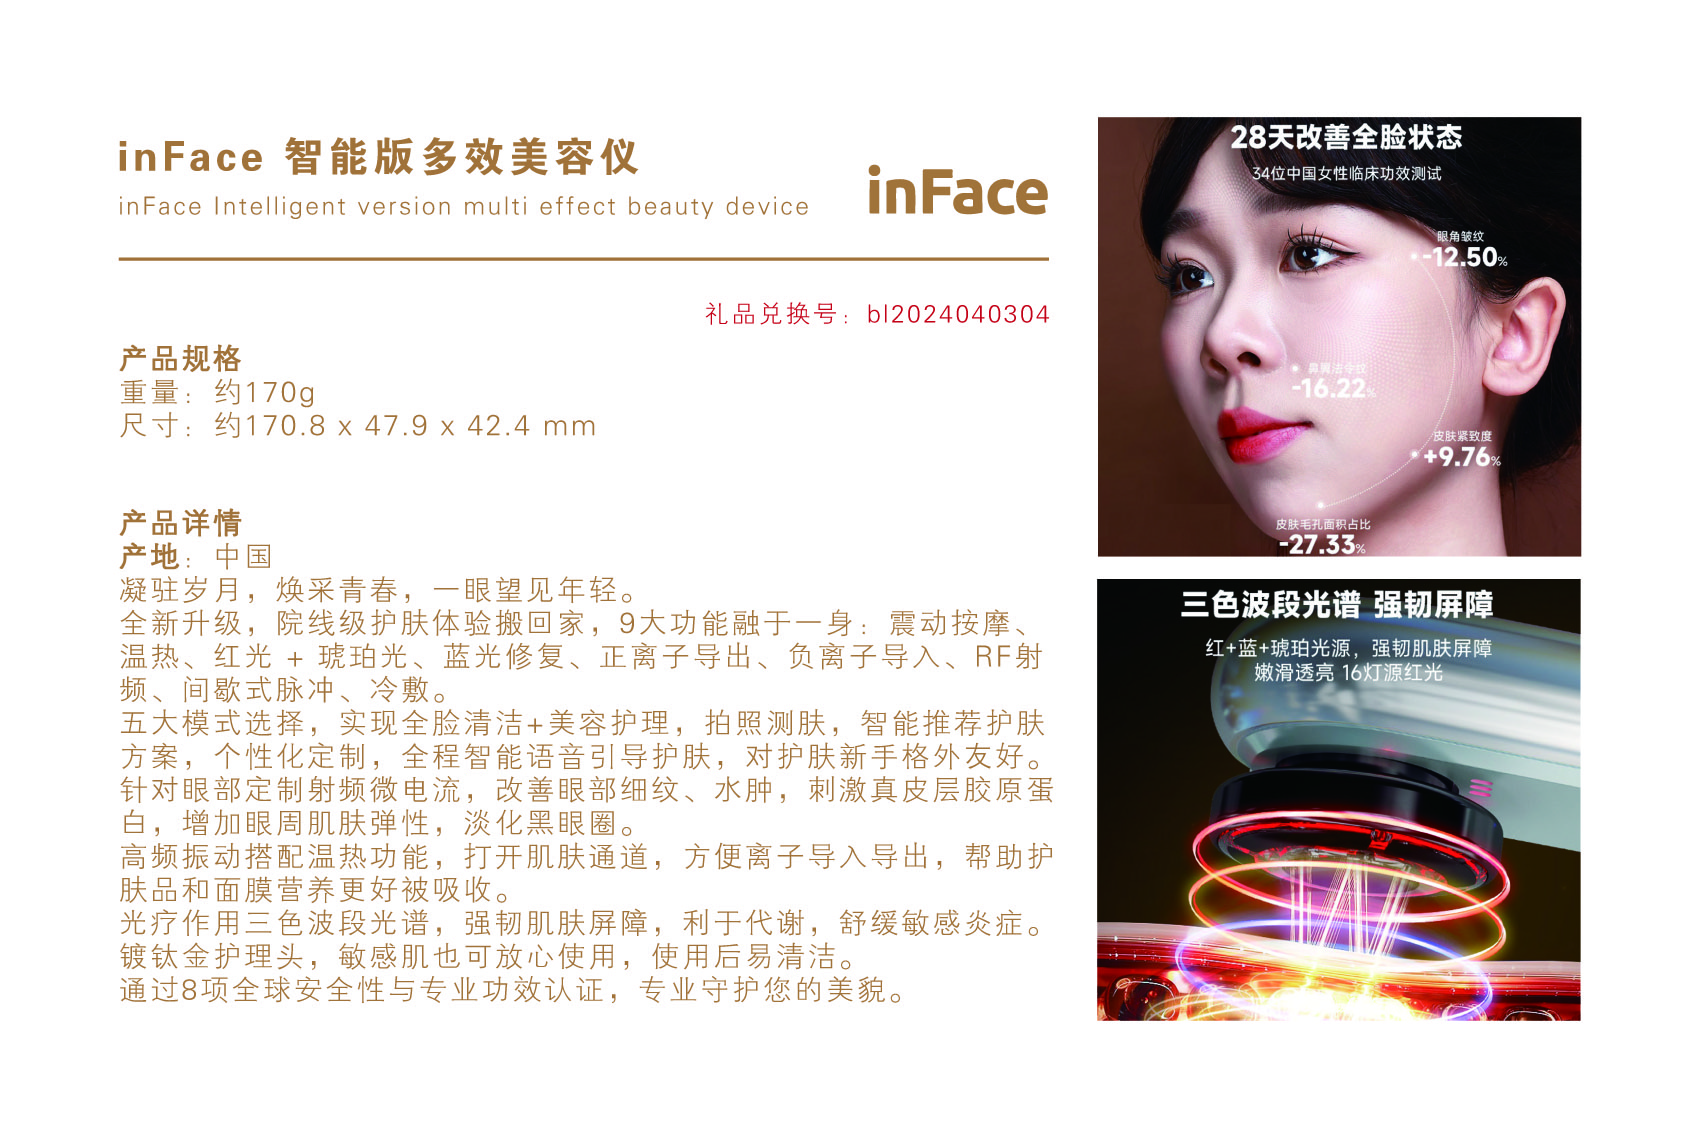 inFace 智能版多效美容仪
inFace Intelligent version multi effect beauty device
inFace
礼品兑换号：bl2024040304
产品规格
重量：约170g
尺寸：约170.8 x 47.9 x 42.4 mm
产品详情
产地：中国
凝驻岁月，焕采青春，一眼望见年轻。
全新升级，院线级护肤体验搬回家，9大功能融于一身：震动按摩、
温热、红光 + 琥珀光、蓝光修复、正离子导出、负离子导入、RF射
频、间歇式脉冲、冷敷。
五大模式选择，实现全脸清洁+美容护理，拍照测肤，智能推荐护肤
方案，个性化定制，全程智能语音引导护肤，对护肤新手格外友好。
针对眼部定制射频微电流，改善眼部细纹、水肿，刺激真皮层胶原蛋
白，增加眼周肌肤弹性，淡化黑眼圈。
高频振动搭配温热功能，打开肌肤通道，方便离子导入导出，帮助护
肤品和面膜营养更好被吸收。
光疗作用三色波段光谱，强韧肌肤屏障，利于代谢，舒缓敏感炎症。
镀钛金护理头，敏感肌也可放心使用，使用后易清洁。
通过8项全球安全性与专业功效认证，专业守护您的美貌。
28天改善全脸状态
34位中国女性临床功效测试
眼角皱纹
-12.50%
鼻翼法令纹
-16.22%
皮肤紧致度
+9.76%
皮肤毛孔面积占比
-27.33%
三色波段光谱 强韧屏障
红+蓝+琥珀光源，强韧肌肤屏障
嫩滑透亮 16灯源红光